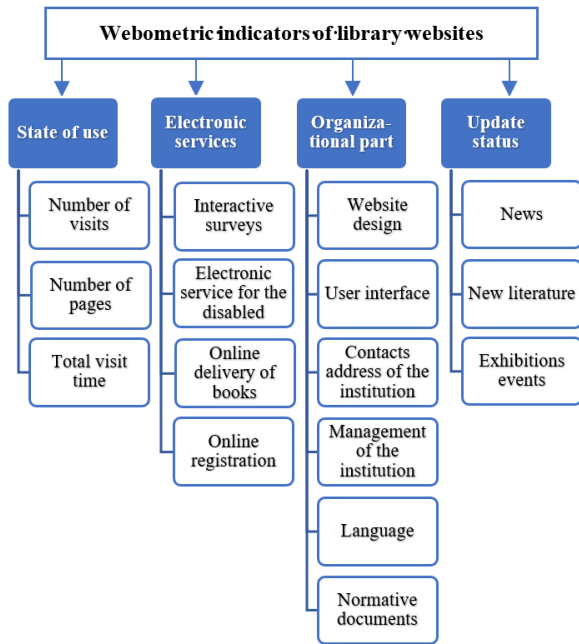 Webometric indicators of library websites
State of use
Electronic
services
Organiza-
tional part
Update
status
Number of
visits
Number of
pages
Total visit
time
Interactive
surveys
Electronic
service for the
disabled
Online
delivery of
books
Online
registration
Website
design
User interface
Contacts
address of the
institution
Management
of the
institution
Language
Normative
documents
News
New literature
Exhibitions
events